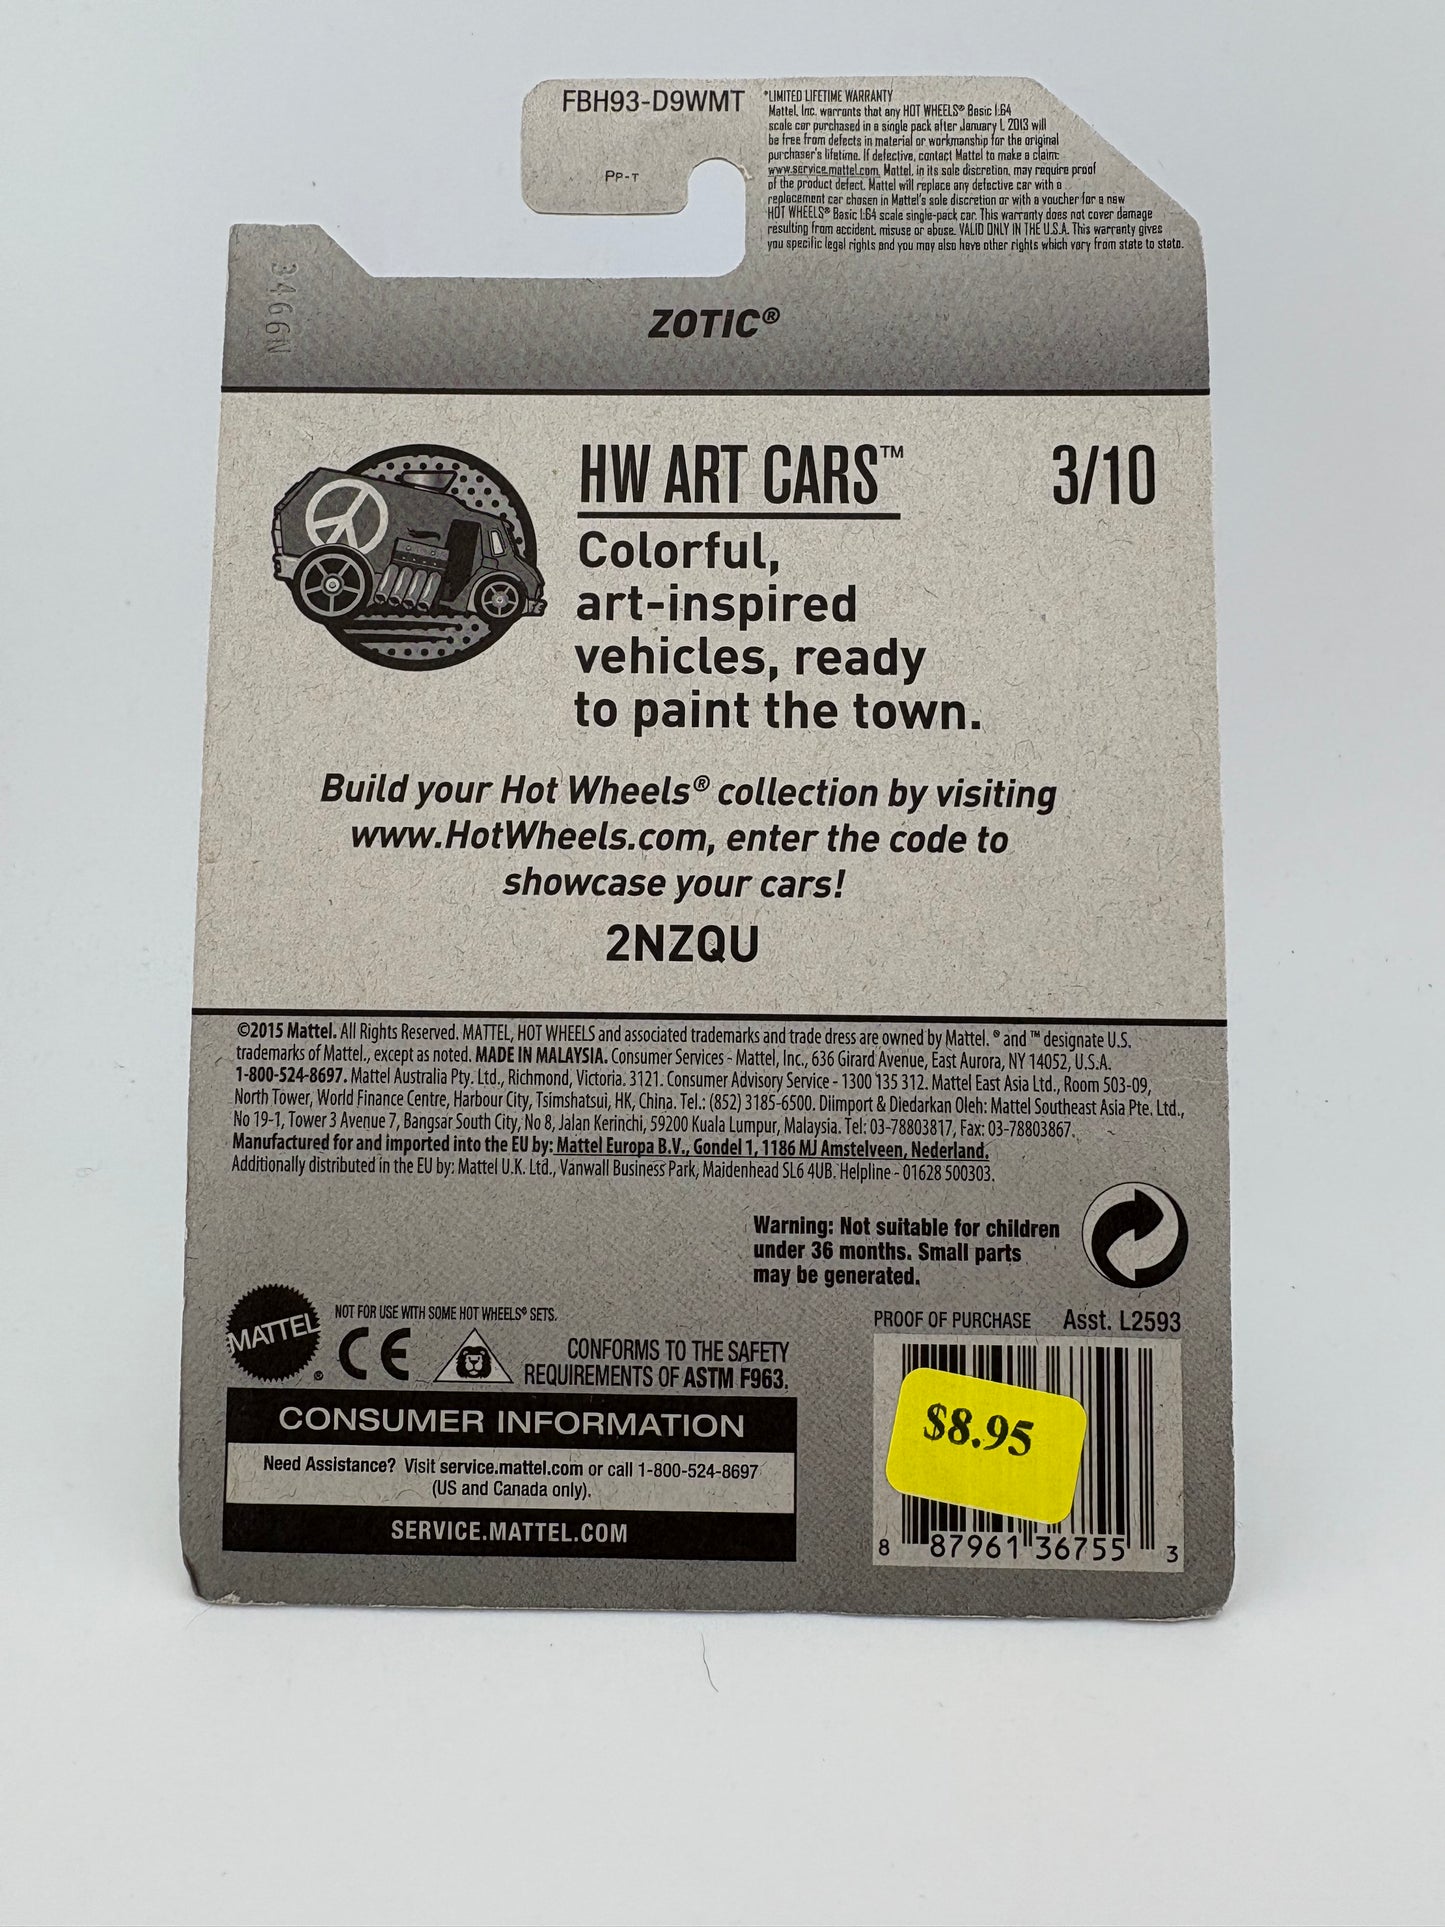 FBH93-D9WMT
Pp-T
*LIMITED LIFETIME WARRANTY
Mattel, Inc. warrants that any HOT WHEELS® Basic 1:64
scale car purchased in a single pack after January 1, 2013 will
be free from defects in material or workmanship for the original
purchaser's lifetime. If defective, contact Mattel to make a claim:
www.service.mattel.com. Mattel, in its sole discretion, may require proof
of the product defect. Mattel will replace any defective car with a
replacement car chosen in Mattel's sole discretion or with a voucher for a new
HOT WHEELS® Basic 1:64 scale single-pack car. This warranty does not cover damage
resulting from accident, misuse or abuse. VALID ONLY IN THE U.S.A. This warranty gives
you specific legal rights and you may also have other rights which vary from state to state.
3466N
ZOTIC®
HW ART CARS™ 3/10
Colorful,
art-inspired
vehicles, ready
to paint the town.
Build your Hot Wheels® collection by visiting
www.HotWheels.com, enter the code to
showcase your cars!
2NZQU
©2015 Mattel. All Rights Reserved. MATTEL, HOT WHEELS and associated trademarks and trade dress are owned by Mattel. ® and ™ designate U.S.
trademarks of Mattel., except as noted. MADE IN MALAYSIA. Consumer Services - Mattel, Inc., 636 Girard Avenue, East Aurora, NY 14052, U.S.A.
1-800-524-8697. Mattel Australia Pty. Ltd., Richmond, Victoria. 3121. Consumer Advisory Service - 1300 135 312. Mattel East Asia Ltd., Room 503-09,
North Tower, World Finance Centre, Harbour City, Tsimshatsui, HK, China. Tel.: (852) 3185-6500. Diimport & Diedarkan Oleh: Mattel Southeast Asia Pte. Ltd.,
No 19-1, Tower 3 Avenue 7, Bangsar South City, No 8, Jalan Kerinchi, 59200 Kuala Lumpur, Malaysia. Tel: 03-78803817, Fax: 03-78803867.
Manufactured for and imported into the EU by: Mattel Europa B.V., Gondel 1, 1186 MJ Amstelveen, Nederland.
Additionally distributed in the EU by: Mattel U.K. Ltd., Vanwall Business Park, Maidenhead SL6 4UB. Helpline - 01628 500303.
Warning: Not suitable for children
under 36 months. Small parts
may be generated.
MATTEL®
NOT FOR USE WITH SOME HOT WHEELS® SETS.
CE
CONFORMS TO THE SAFETY
REQUIREMENTS OF ASTM F963.
PROOF OF PURCHASE Asst. L2593
$8.95
8 87961 36755 3
CONSUMER INFORMATION
Need Assistance? Visit service.mattel.com or call 1-800-524-8697
(US and Canada only).
SERVICE.MATTEL.COM